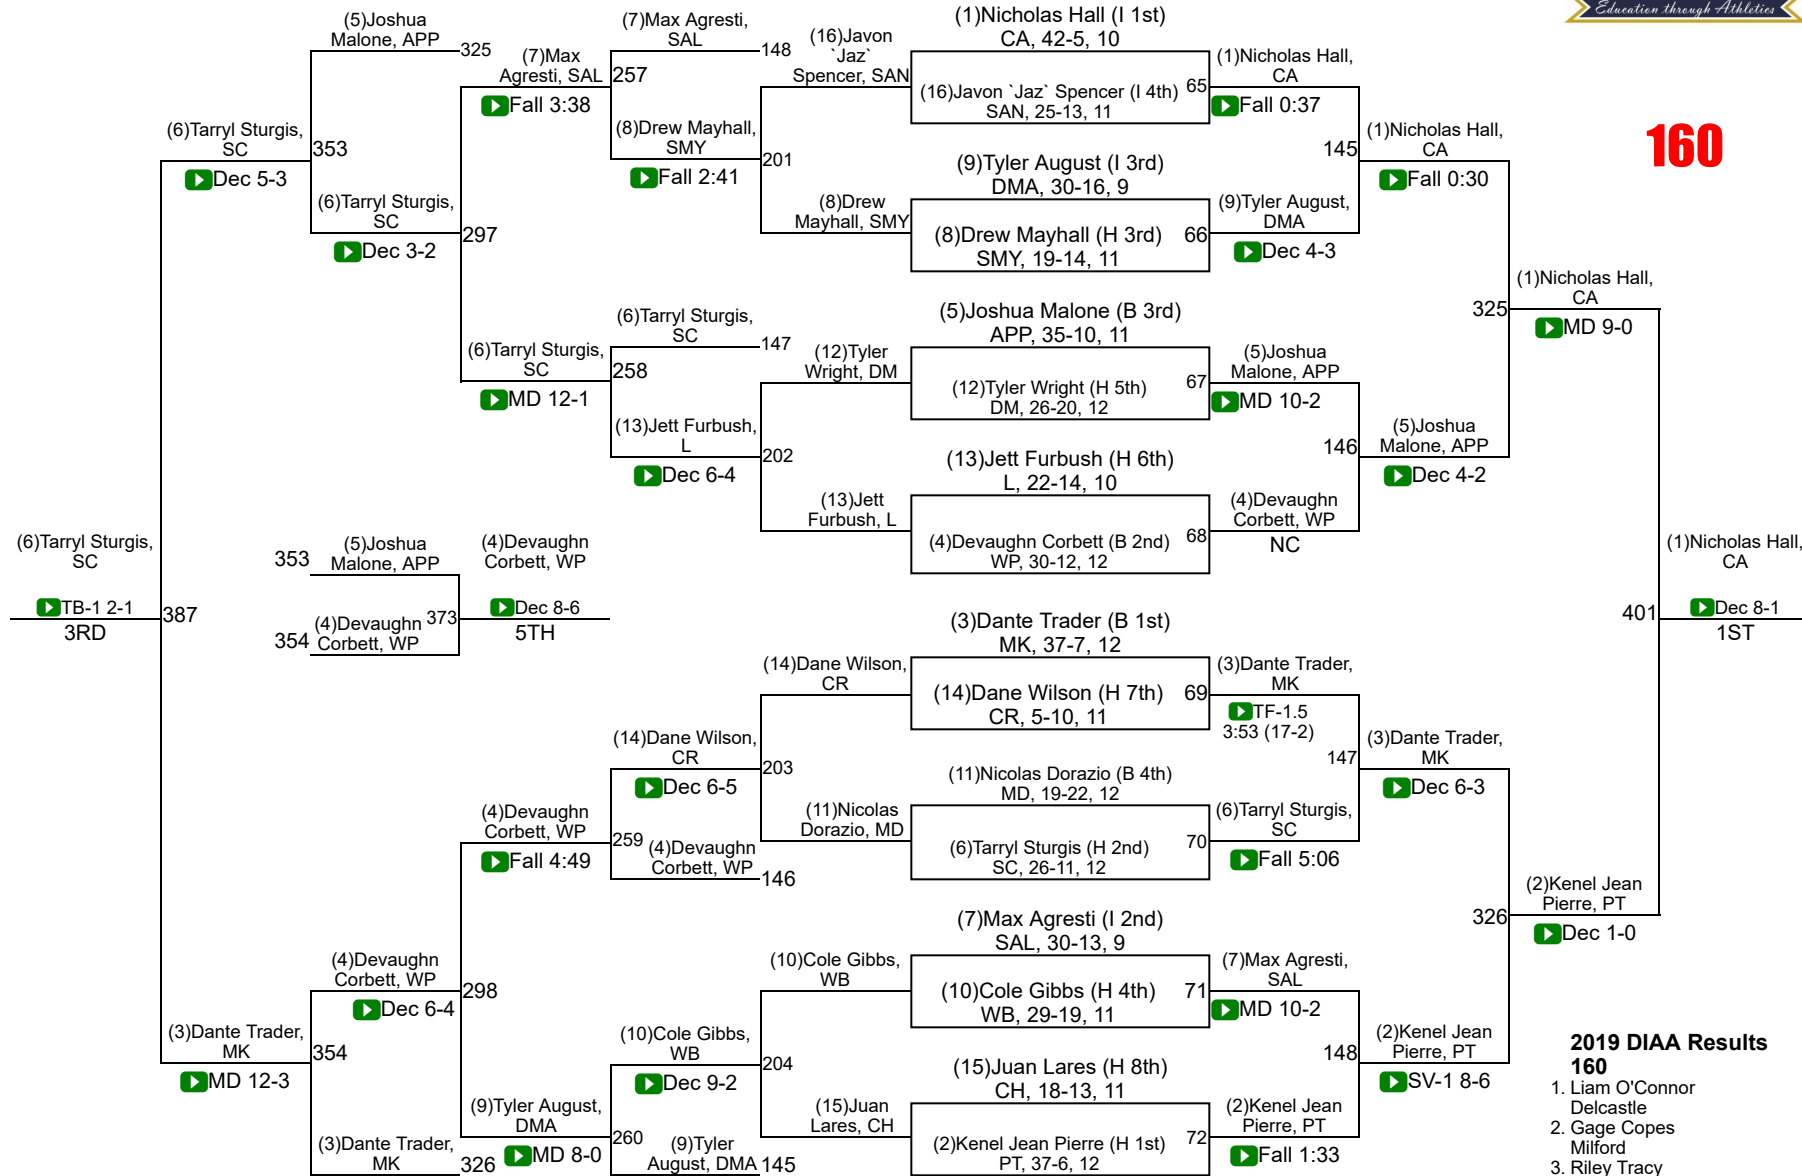 Education through Athletics
160
(5)Joshua
Malone, APP
325
(6)Tarryl Sturgis,
SC
353
Dec 5-3
(6)Tarryl Sturgis,
SC
Dec 3-2
297
(7)Max
Agresti, SAL
Fall 3:38
257
(7)Max Agresti,
SAL
148
(8)Drew Mayhall,
SMY
Fall 2:41
201
(16)Javon
`Jaz`
Spencer, SAN
(8)Drew
Mayhall, SMY
(6)Tarryl Sturgis,
SC
MD 12-1
258
(6)Tarryl Sturgis,
SC
147
(13)Jett Furbush,
L
Dec 6-4
202
(12)Tyler
Wright, DM
(13)Jett
Furbush, L
(1)Nicholas Hall (I 1st)
CA, 42-5, 10
(16)Javon `Jaz` Spencer (I 4th)
SAN, 25-13, 11
65
(9)Tyler August (I 3rd)
DMA, 30-16, 9
(8)Drew Mayhall (H 3rd)
SMY, 19-14, 11
66
(5)Joshua Malone (B 3rd)
APP, 35-10, 11
(12)Tyler Wright (H 5th)
DM, 26-20, 12
67
(13)Jett Furbush (H 6th)
L, 22-14, 10
(4)Devaughn Corbett (B 2nd)
WP, 30-12, 12
68
(1)Nicholas Hall,
CA
Fall 0:37
145
(9)Tyler August,
DMA
Dec 4-3
(5)Joshua
Malone, APP
MD 10-2
146
(4)Devaughn
Corbett, WP
NC
(1)Nicholas Hall,
CA
Fall 0:30
325
(5)Joshua
Malone, APP
Dec 4-2
(1)Nicholas Hall,
CA
MD 9-0
(6)Tarryl Sturgis,
SC
TB-1 2-1
3RD
387
353
(5)Joshua
Malone, APP
354
(4)Devaughn
Corbett, WP
373
(4)Devaughn
Corbett, WP
Dec 8-6
5TH
401
(1)Nicholas Hall,
CA
Dec 8-1
1ST
(3)Dante Trader (B 1st)
MK, 37-7, 12
(14)Dane Wilson (H 7th)
CR, 5-10, 11
69
(11)Nicolas Dorazio (B 4th)
MD, 19-22, 12
(6)Tarryl Sturgis (H 2nd)
SC, 26-11, 12
70
(7)Max Agresti (I 2nd)
SAL, 30-13, 9
(10)Cole Gibbs (H 4th)
WB, 29-19, 11
71
(15)Juan Lares (H 8th)
CH, 18-13, 11
(2)Kenel Jean Pierre (H 1st)
PT, 37-6, 12
72
(3)Dante Trader,
MK
TF-1.5
3:53 (17-2)
147
(6)Tarryl Sturgis,
SC
Fall 5:06
(7)Max Agresti,
SAL
MD 10-2
148
(2)Kenel Jean
Pierre, PT
Fall 1:33
(3)Dante Trader,
MK
Dec 6-3
326
(2)Kenel Jean
Pierre, PT
SV-1 8-6
(2)Kenel Jean
Pierre, PT
Dec 1-0
(14)Dane Wilson,
CR
(11)Nicolas
Dorazio, MD
203
(14)Dane Wilson,
CR
Dec 6-5
259
(4)Devaughn
Corbett, WP
146
(4)Devaughn
Corbett, WP
Fall 4:49
298
(4)Devaughn
Corbett, WP
Dec 6-4
354
(3)Dante Trader,
MK
MD 12-3
(3)Dante Trader,
MK
326
(9)Tyler August,
DMA
MD 8-0
260
(10)Cole Gibbs,
WB
Dec 9-2
204
(9)Tyler
August, DMA
145
(10)Cole Gibbs,
WB
(15)Juan
Lares, CH
2019 DIAA Results
160
1. Liam O'Connor
Delcastle
2. Gage Copes
Milford
3. Riley Tracy